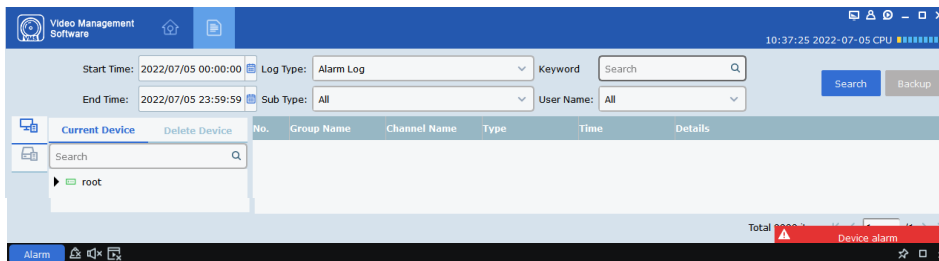 Video Management
Software
10:37:25 2022-07-05 CPU
Start Time: 2022/07/05 00:00:00 Log Type: Alarm Log Keyword Search
Search Backup
End Time: 2022/07/05 23:59:59 Sub Type: All User Name: All
Current Device Delete Device No. Group Name Channel Name Type Time Details
Search
root
Total
Device alarm
Alarm